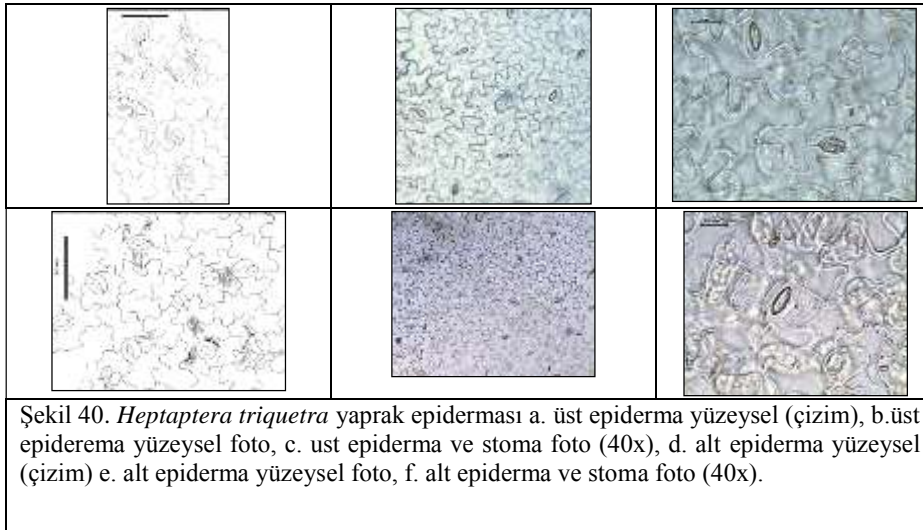 Şekil 40. Heptaptera triquetra yaprak epiderması a. üst epiderma yüzeysel (çizim), b.üst
epiderema yüzeysel foto, c. ust epiderma ve stoma foto (40x), d. alt epiderma yüzeysel
(çizim) e. alt epiderma yüzeysel foto, f. alt epiderma ve stoma foto (40x).